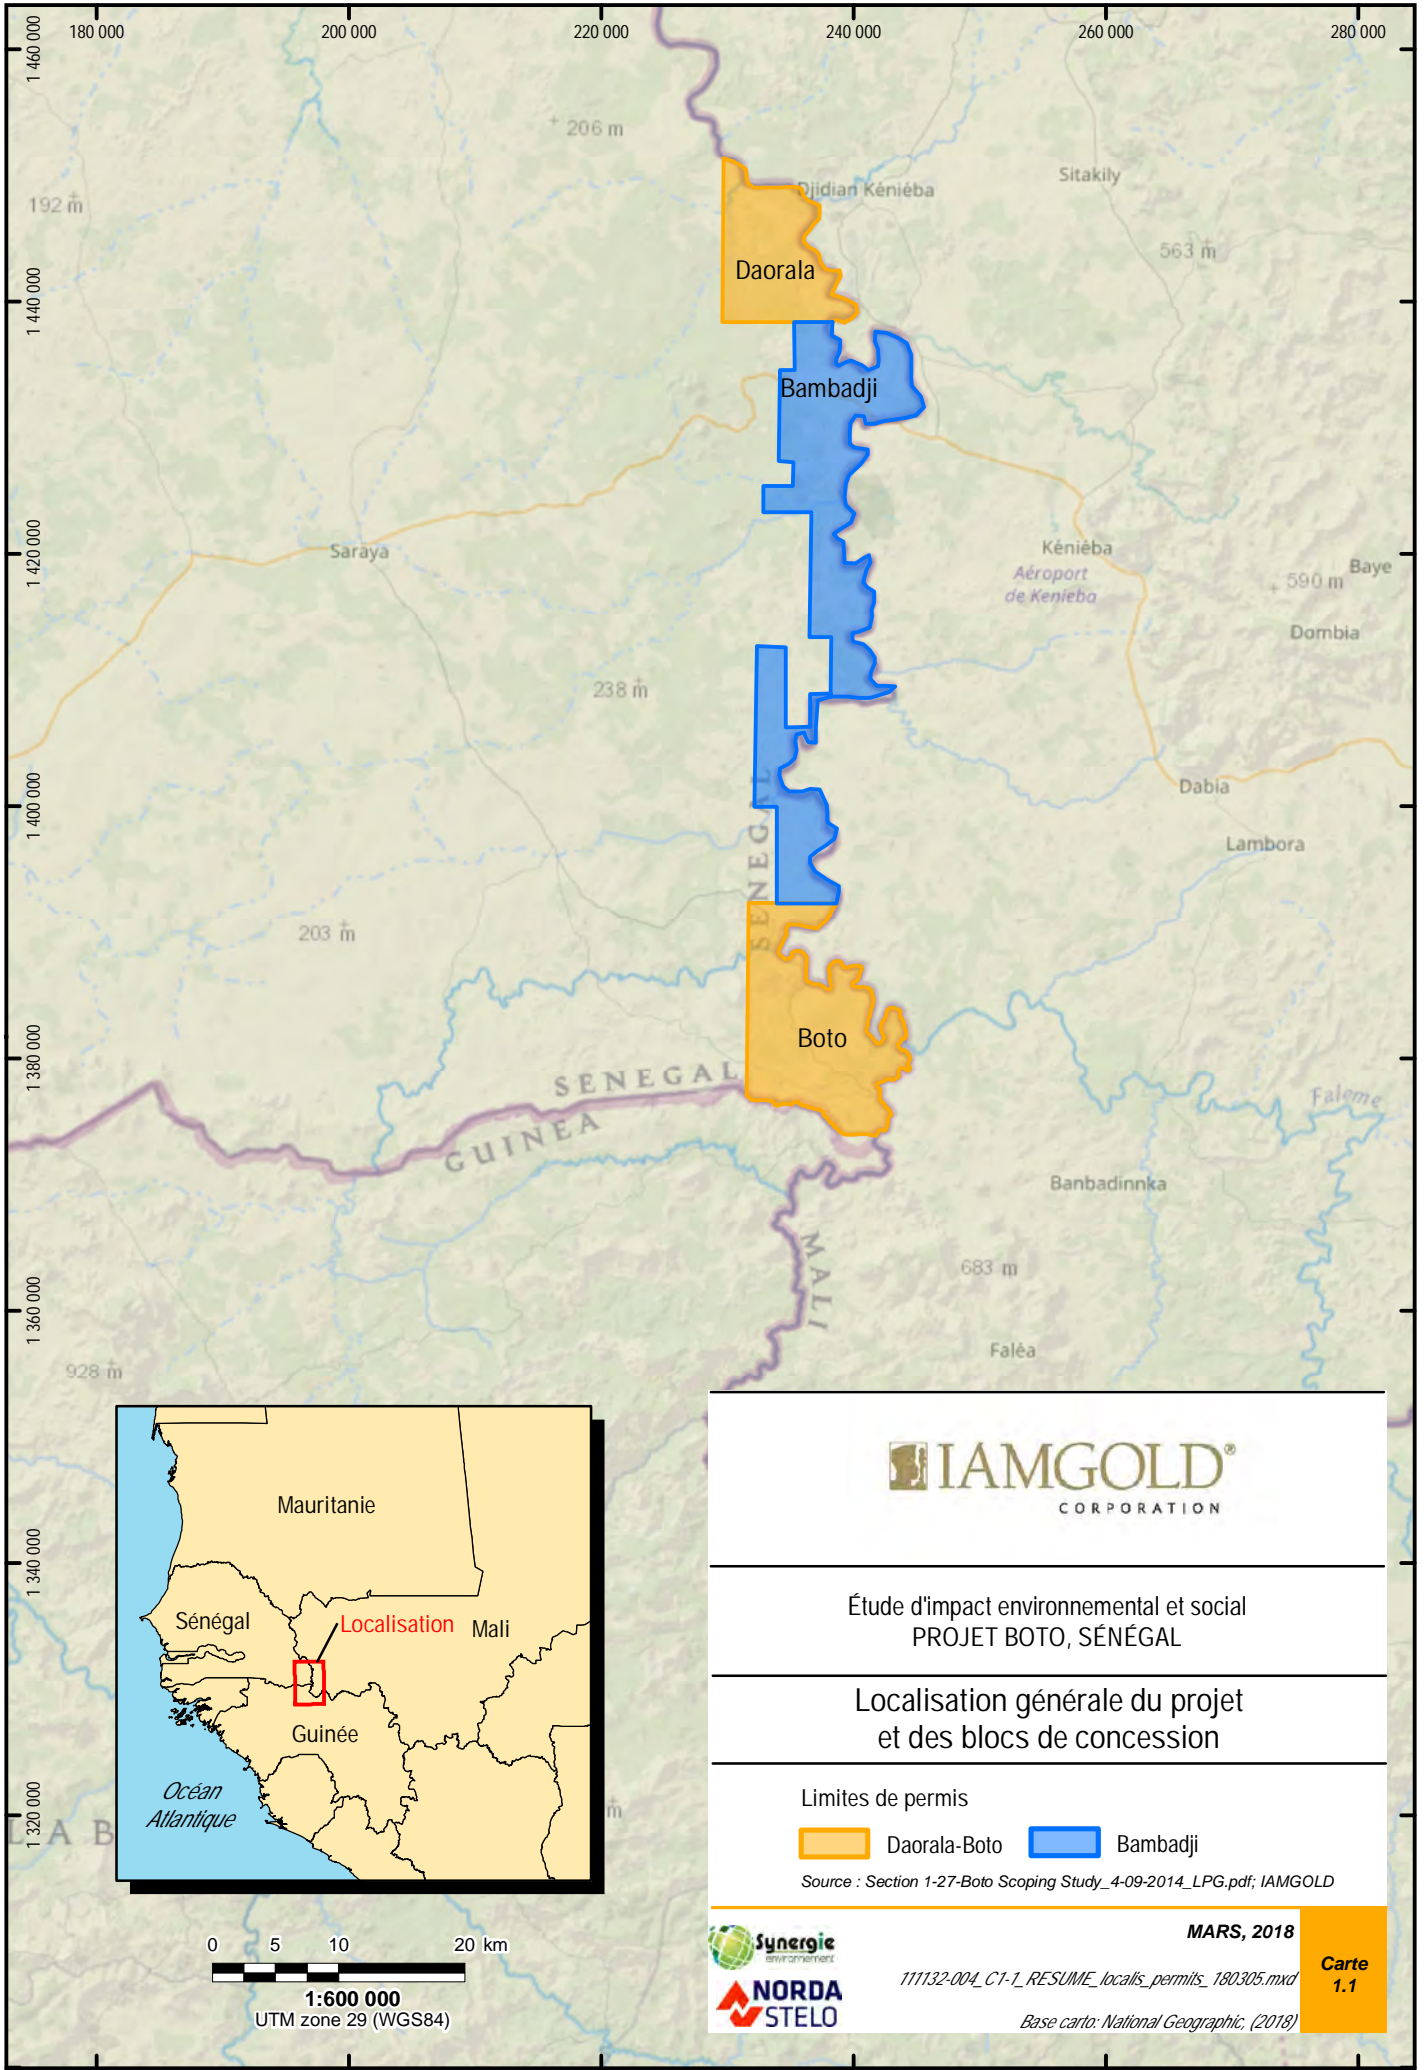 180 000
200 000
220 000
240 000
260 000
280 000
1 460 000
1 440 000
1 420 000
1 400 000
1 380 000
1 360 000
1 340 000
1 320 000
206 m
192 m
Djidian Kéniéba
Sitakily
563 m
Daorala
Bambadji
Saraya
Kéniéba
Aéroport
de Kenieba
590 m
Baye
Dombia
238 m
SENEGAL
Dabia
Lambora
203 m
Boto
SENEGAL
GUINEA
Faleme
Banbadinnka
MALI
683 m
Faléa
928 m
m
Mauritanie
Sénégal
Localisation
Mali
Guinée
Océan
Atlantique
0 5 10 20 km
1:600 000
UTM zone 29 (WGS84)
IAMGOLD®
CORPORATION
Étude d'impact environnemental et social
PROJET BOTO, SÉNÉGAL
Localisation générale du projet
et des blocs de concession
Limites de permis
Daorala-Boto
Bambadji
Source : Section 1-27-Boto Scoping Study_4-09-2014_LPG.pdf; IAMGOLD
Synergie
environnement
NORDA
STELO
MARS, 2018
111132-004_C1-1_RESUME_localis_permits_180305.mxd
Base carto: National Geographic, (2018)
Carte
1.1